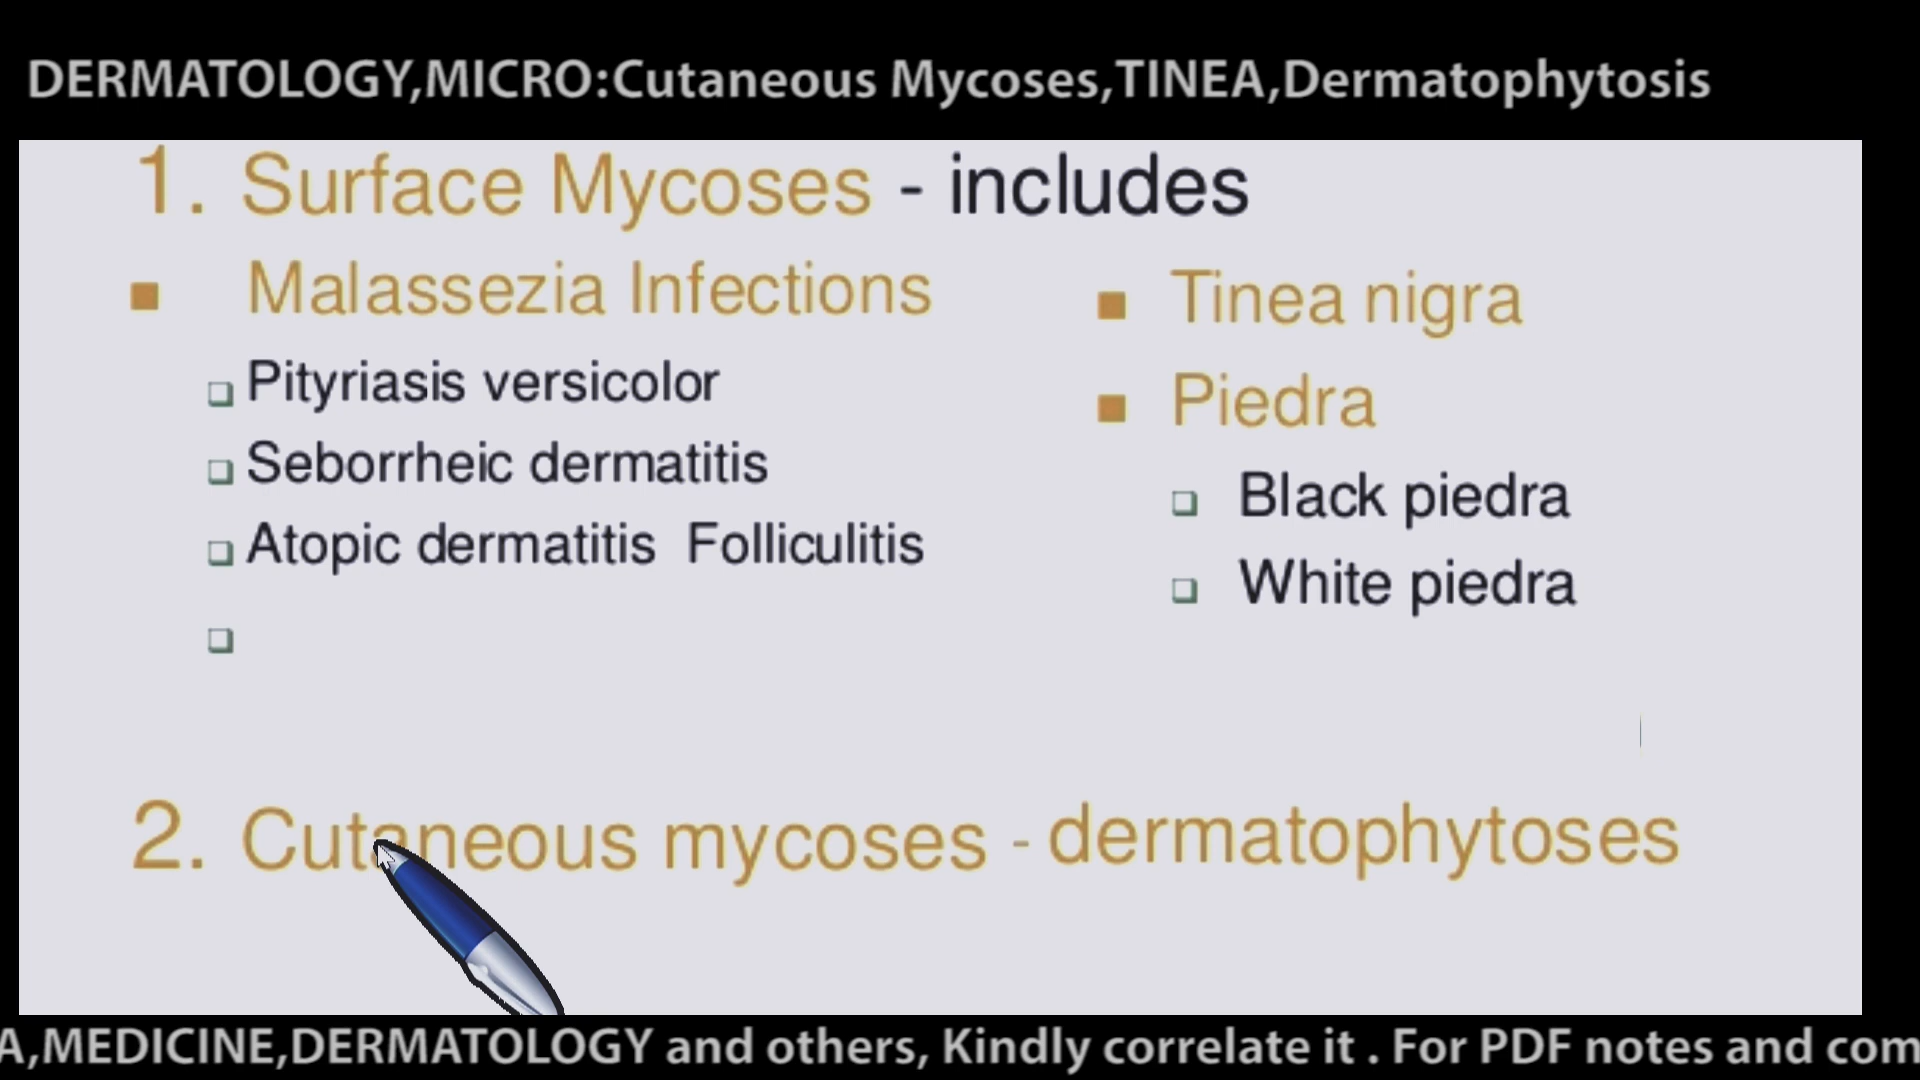 DERMATOLOGY,MICRO:Cutaneous Mycoses,TINEA,Dermatophytosis
1. Surface Mycoses - includes
Malassezia Infections
Pityriasis versicolor
Seborrheic dermatitis
Atopic dermatitis Folliculitis
Tinea nigra
Piedra
Black piedra
White piedra
2. Cutaneous mycoses - dermatophytoses
A,MEDICINE,DERMATOLOGY and others, Kindly correlate it . For PDF notes and com